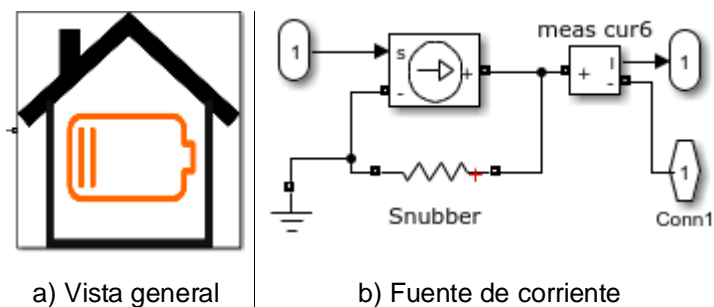 meas cur6
1
s
+
-
+
I
-
1
1
Snubber
Conn1
a) Vista general
b) Fuente de corriente